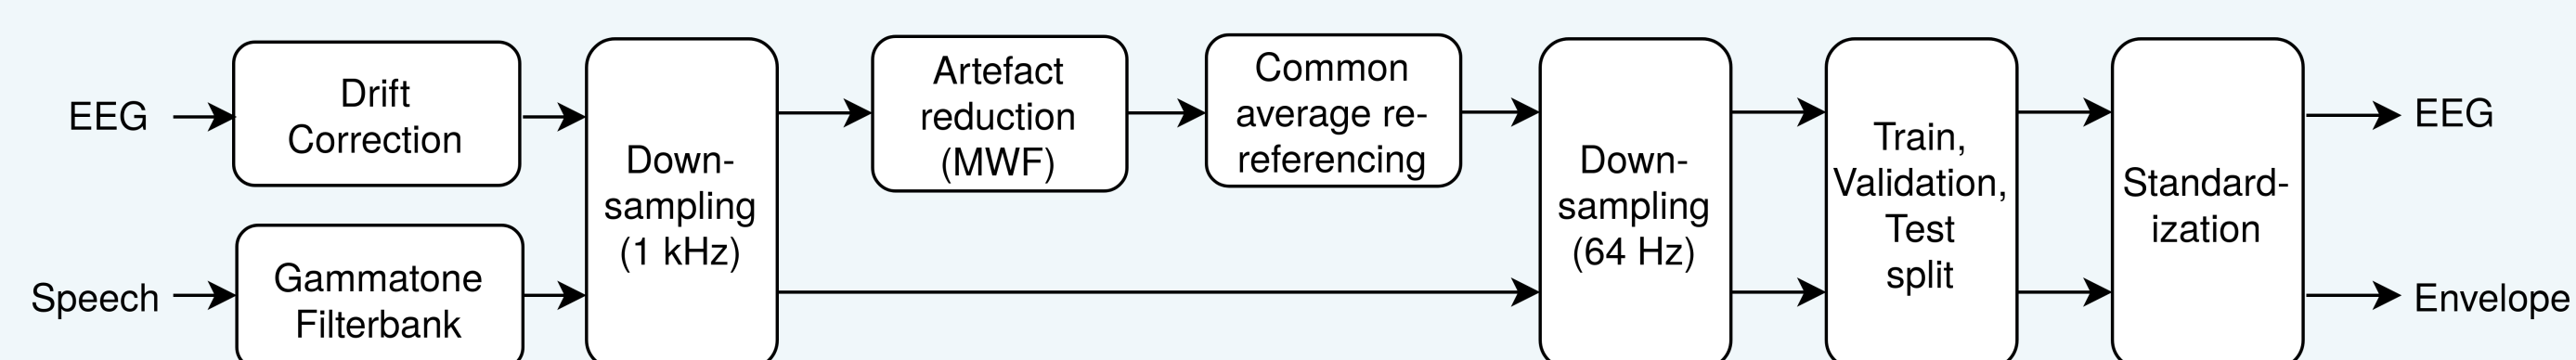 EEG
Drift
Correction
Speech
Gammatone
Filterbank
Down-
sampling
(1 kHz)
Artefact
reduction
(MWF)
Common
average re-
referencing
Down-
sampling
(64 Hz)
Train,
Validation,
Test
split
Standard-
ization
EEG
Envelope